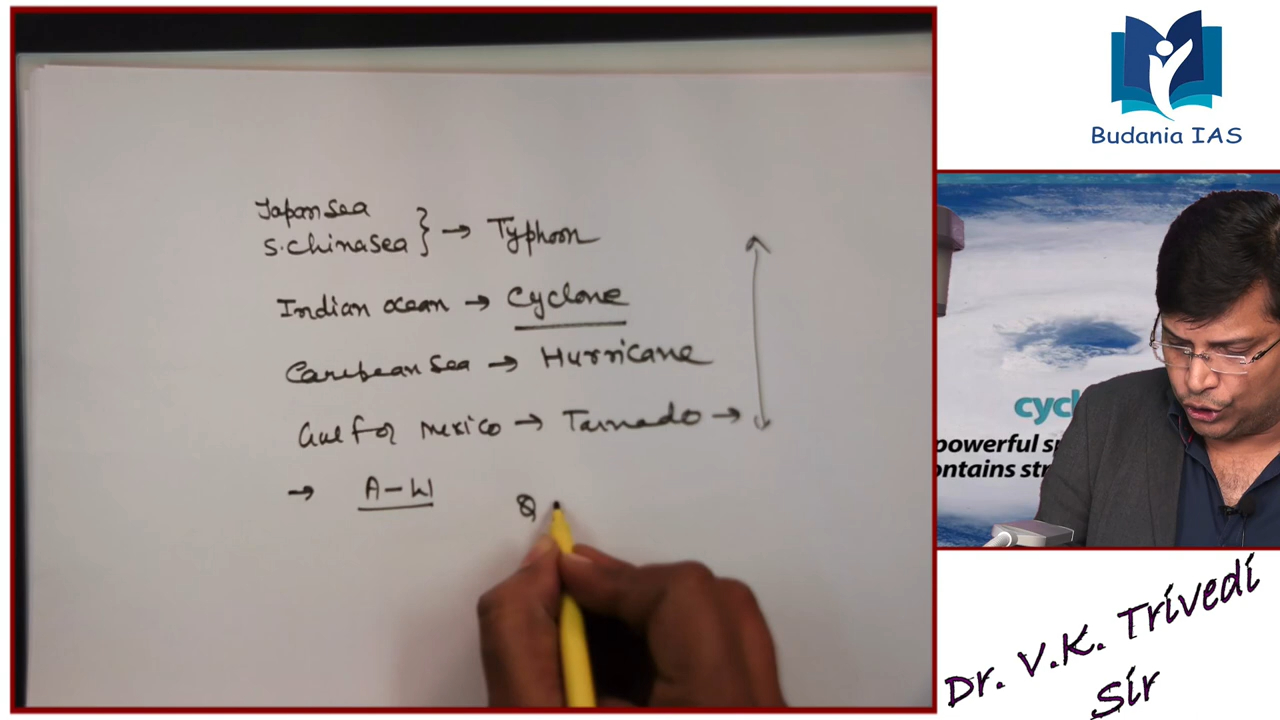 Japan Sea
S. China Sea } → Typhoon
Indian ocean → Cyclone
Carebean Sea → Hurricane
Gulf of Mexico → Tarnado →
→ A-W
Q
Budania IAS
cycl
powerful s
ontains str
Dr. V.K. Trivedi
Sir